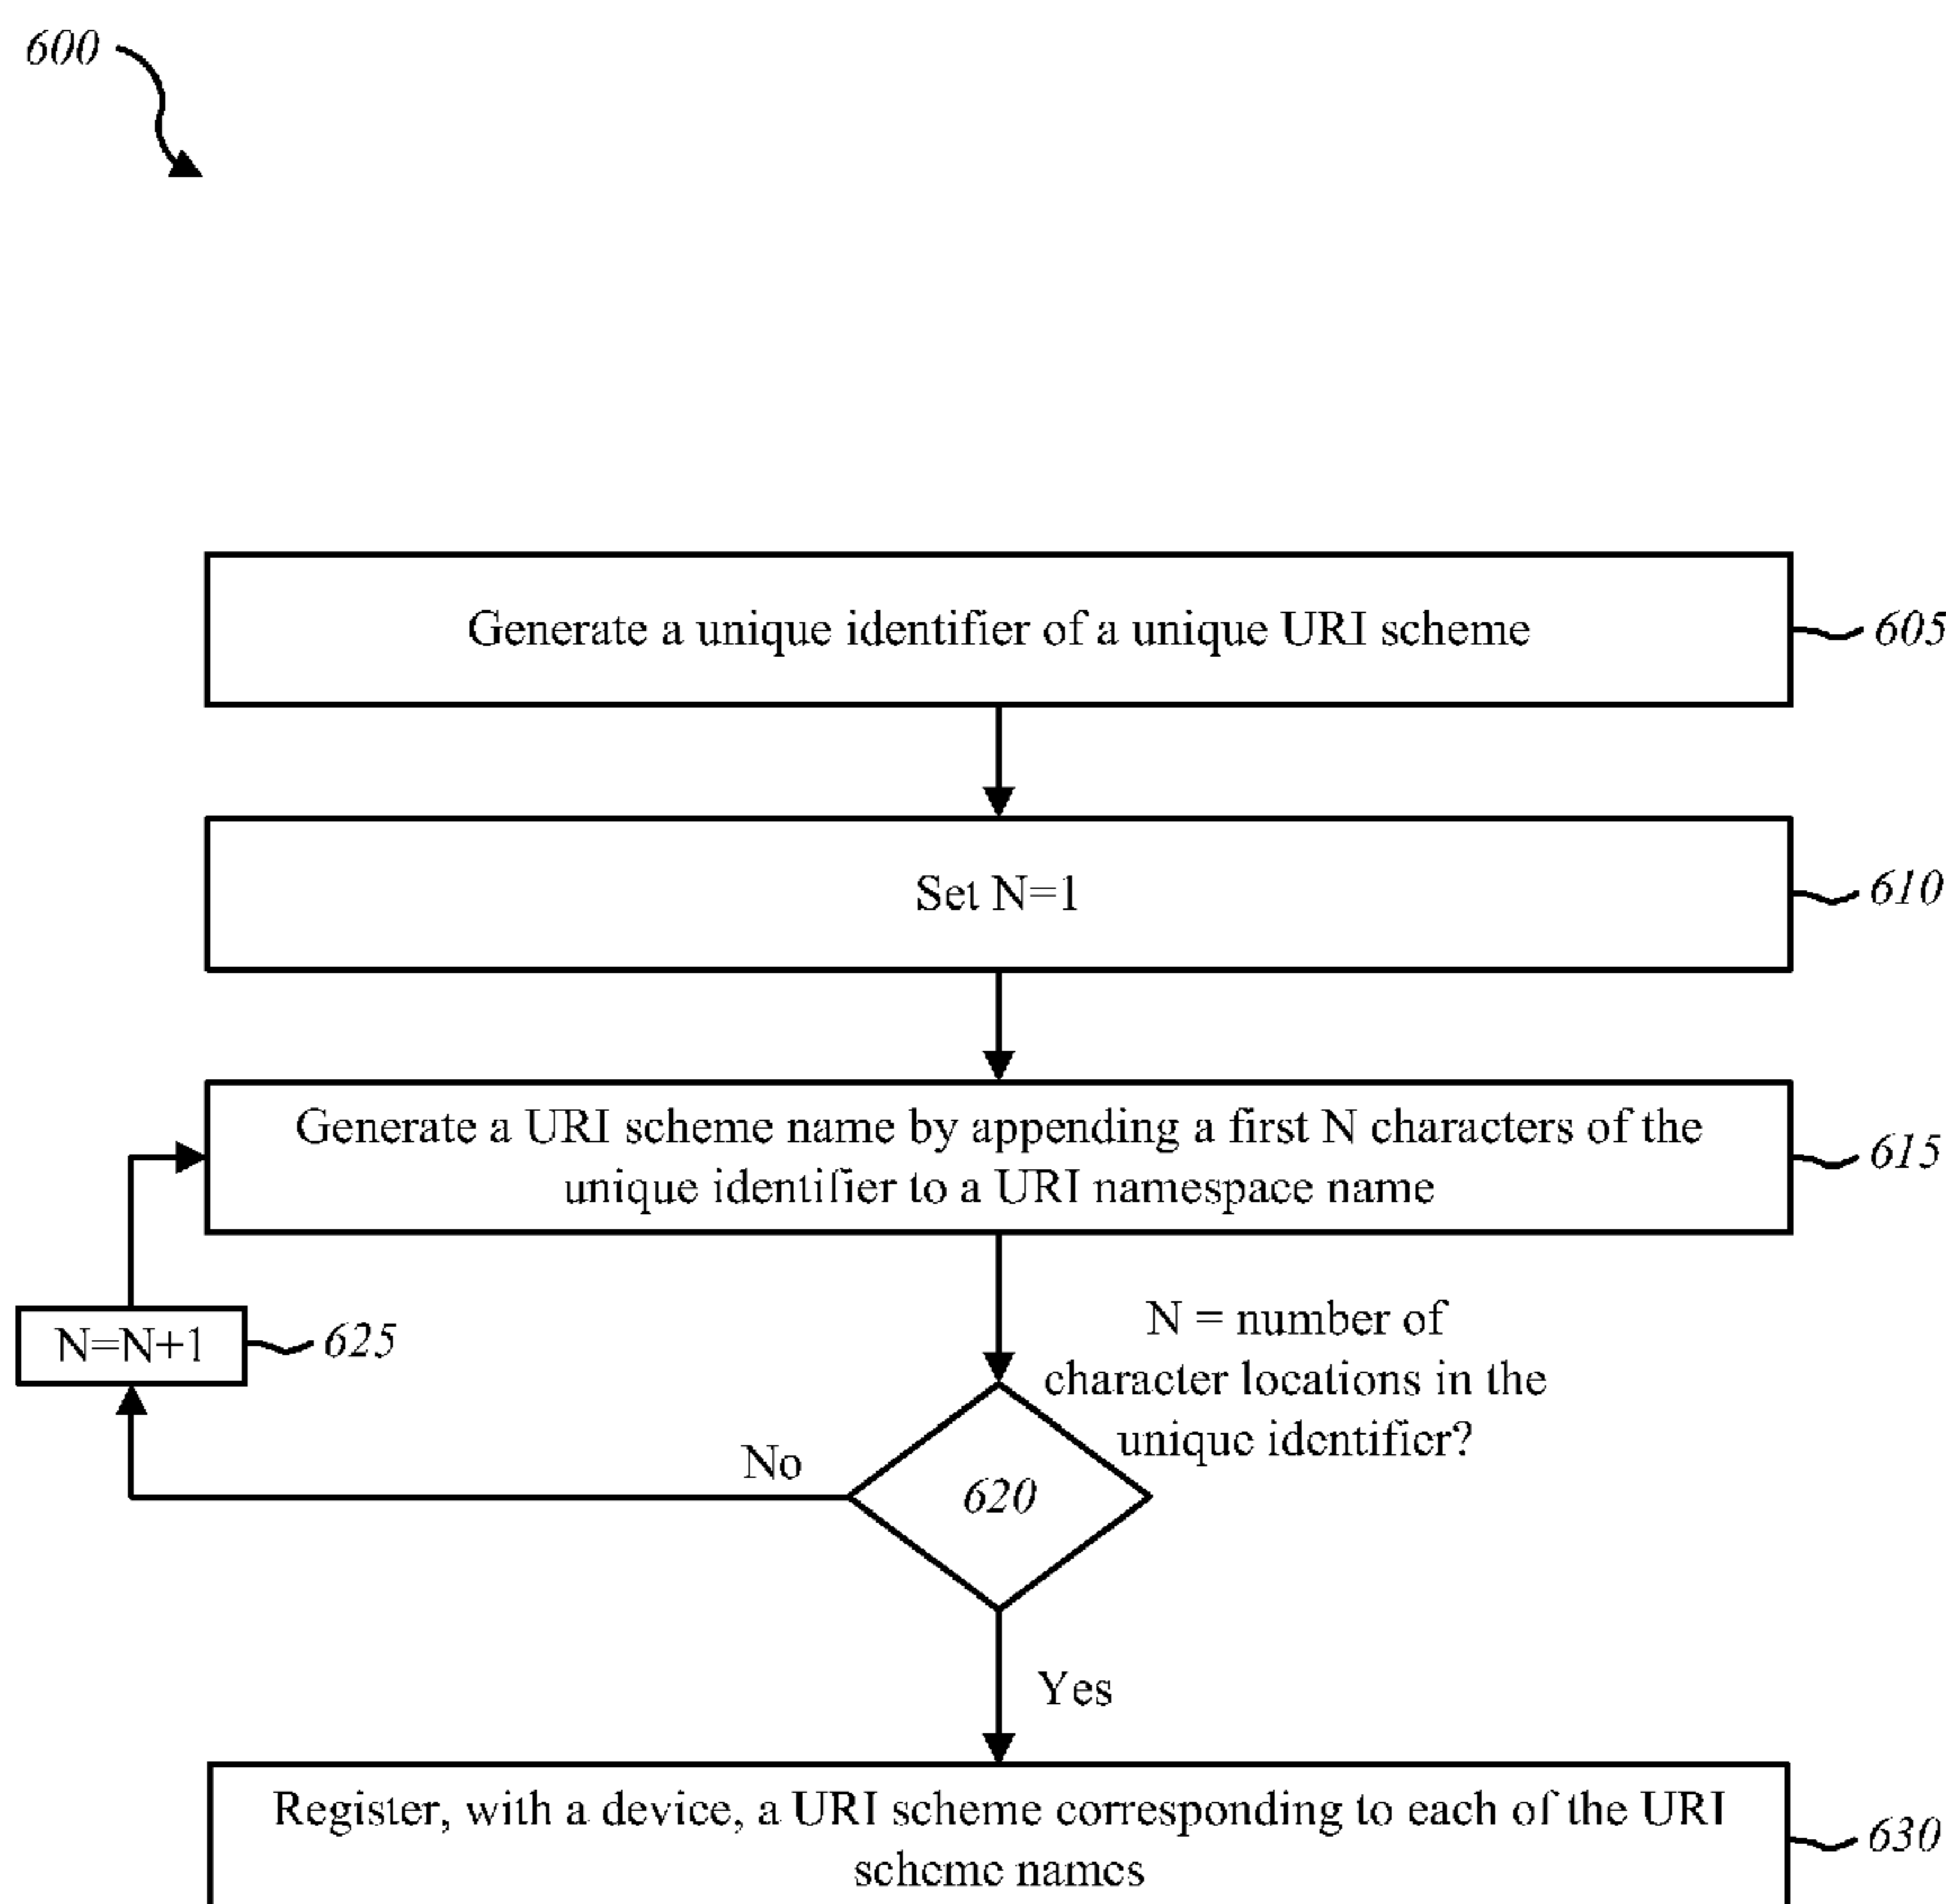 600
Generate a unique identifier of a unique URI scheme
605
Set N=1
610
Generate a URI scheme name by appending a first N characters of the
unique identifier to a URI namespace name
615
N=N+1
625
N = number of
character locations in the
unique identifier?
No
620
Yes
Register, with a device, a URI scheme corresponding to each of the URI
scheme names
630